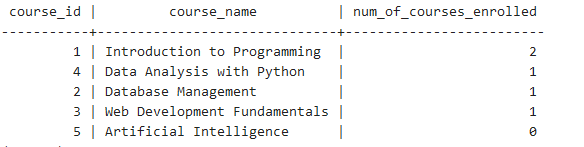 course_id | course_name | num_of_courses_enrolled
-----------+------------------------------+-------------------------
1 | Introduction to Programming | 2
4 | Data Analysis with Python | 1
2 | Database Management | 1
3 | Web Development Fundamentals | 1
5 | Artificial Intelligence | 0